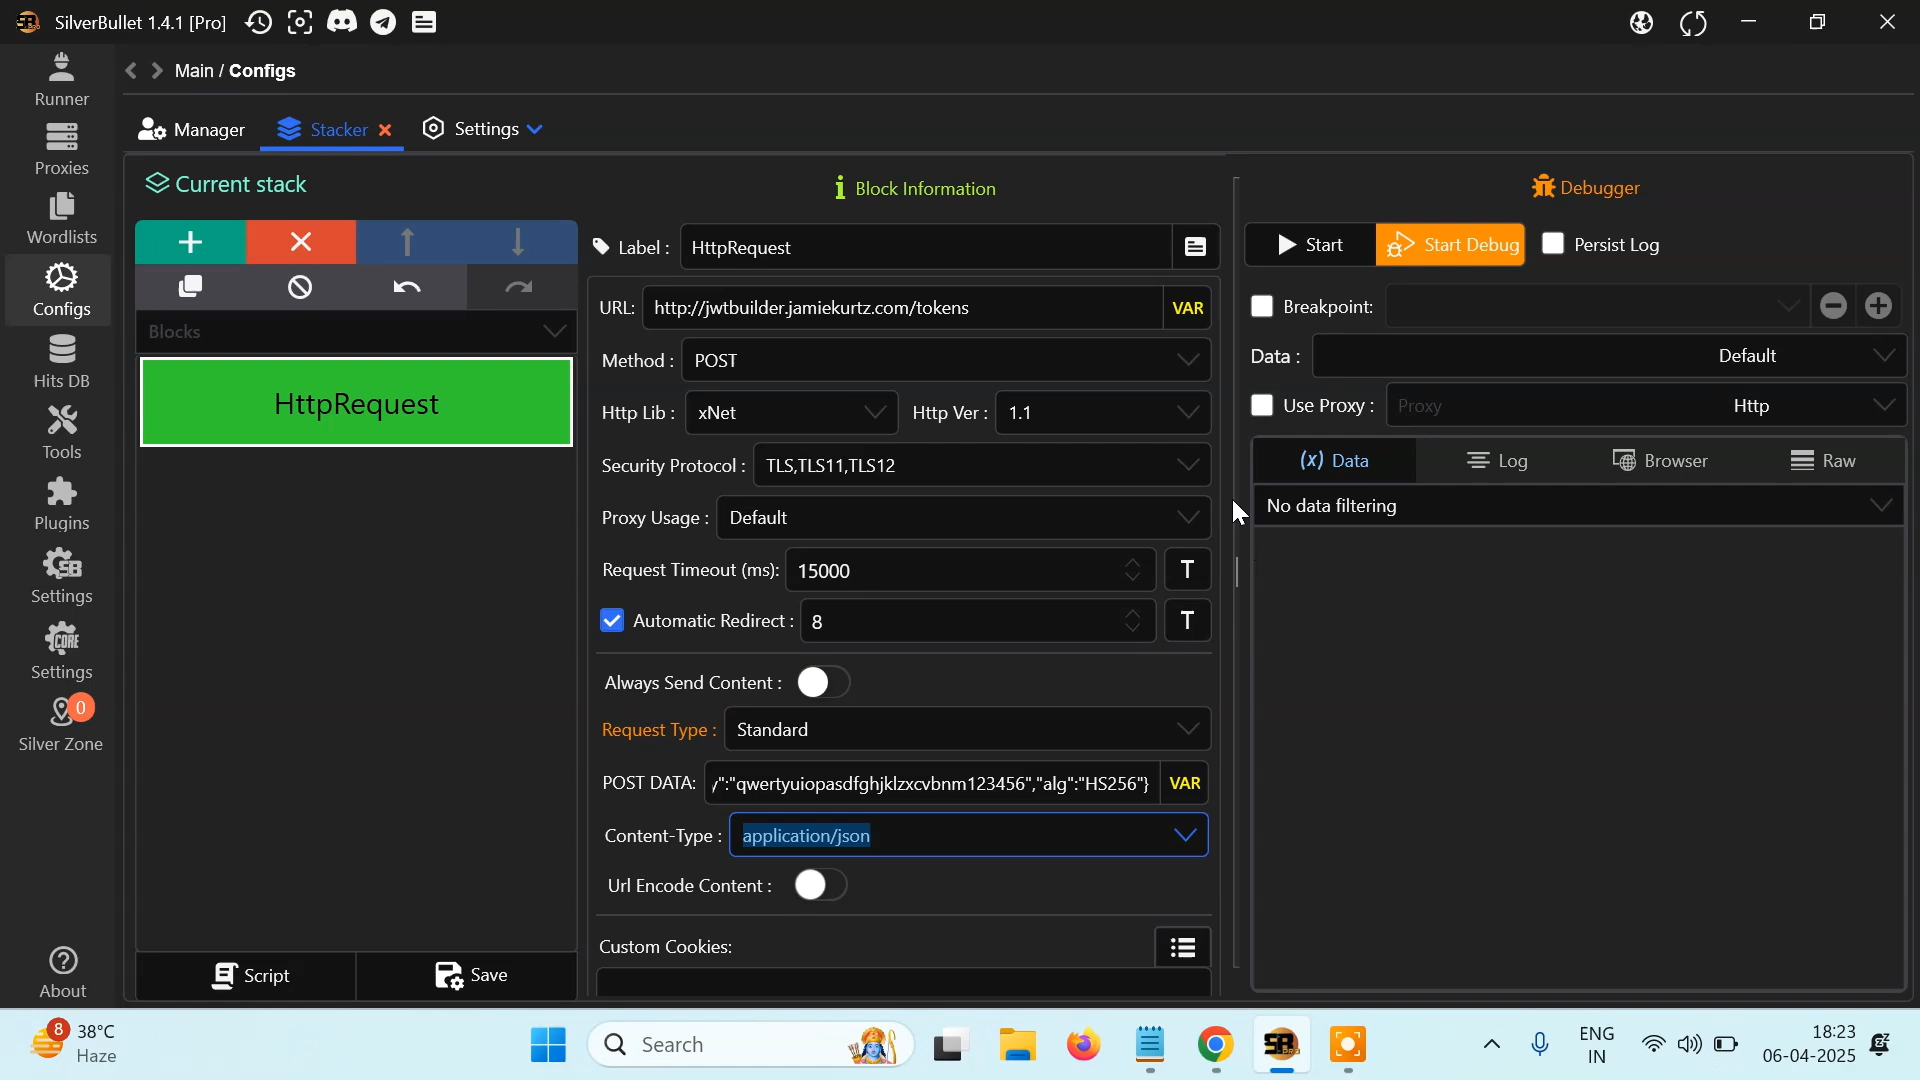 SilverBullet 1.4.1 [Pro]
Runner
Proxies
Wordlists
Configs
Hits DB
Tools
Plugins
Settings
Settings
0
Silver Zone
About
Main / Configs
Manager
Stacker
Settings
Current stack
Blocks
HttpRequest
Script
Save
Block Information
Label :
HttpRequest
URL:
http://jwtbuilder.jamiekurtz.com/tokens
VAR
Method :
POST
Http Lib :
xNet
Http Ver :
1.1
Security Protocol :
TLS,TLS11,TLS12
Proxy Usage :
Default
Request Timeout (ms):
15000
T
Automatic Redirect :
8
T
Always Send Content :
Request Type :
Standard
POST DATA:
":"qwertyuiopasdfghjklzxcvbnm123456","alg":"HS256"}
VAR
Content-Type :
application/json
Url Encode Content :
Custom Cookies:
Debugger
Start
Start Debug
Persist Log
Breakpoint:
Data :
Default
Use Proxy :
Proxy
Http
(x) Data
Log
Browser
Raw
No data filtering
8
38°C
Haze
Search
SB
PRO
ENG
IN
18:23
06-04-2025